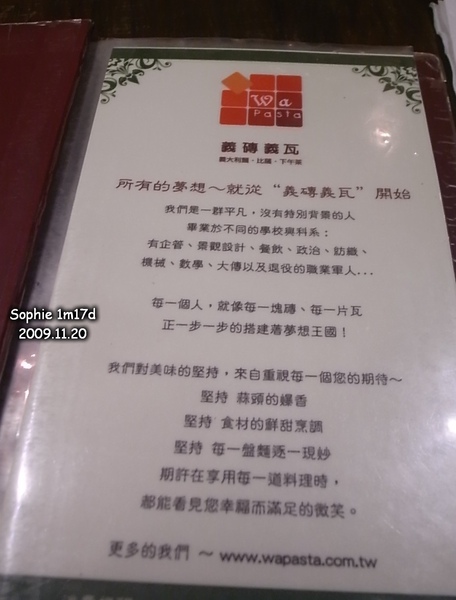 Wa
Pasta
義磚義瓦
義大利麵・比薩・下午茶
所有的夢想～就從“義磚義瓦”開始
我們是一群平凡，沒有特別背景的人
畢業於不同的學校與科系：
有企管、景觀設計、餐飲、政治、紡織、
機械、數學、大傳以及退役的職業軍人...
每一個人，就像每一塊磚、每一片瓦
正一步一步的搭建著夢想王國！
Sophie 1m17d
2009.11.20
我們對美味的堅持，來自重視每一個您的期待～
堅持 蒜頭的爆香
堅持 食材的鮮甜烹調
堅持 每一盤麵逐一現炒
期許在享用每一道料理時，
都能看見您幸福而滿足的微笑。
更多的我們 ～ www.wapasta.com.tw